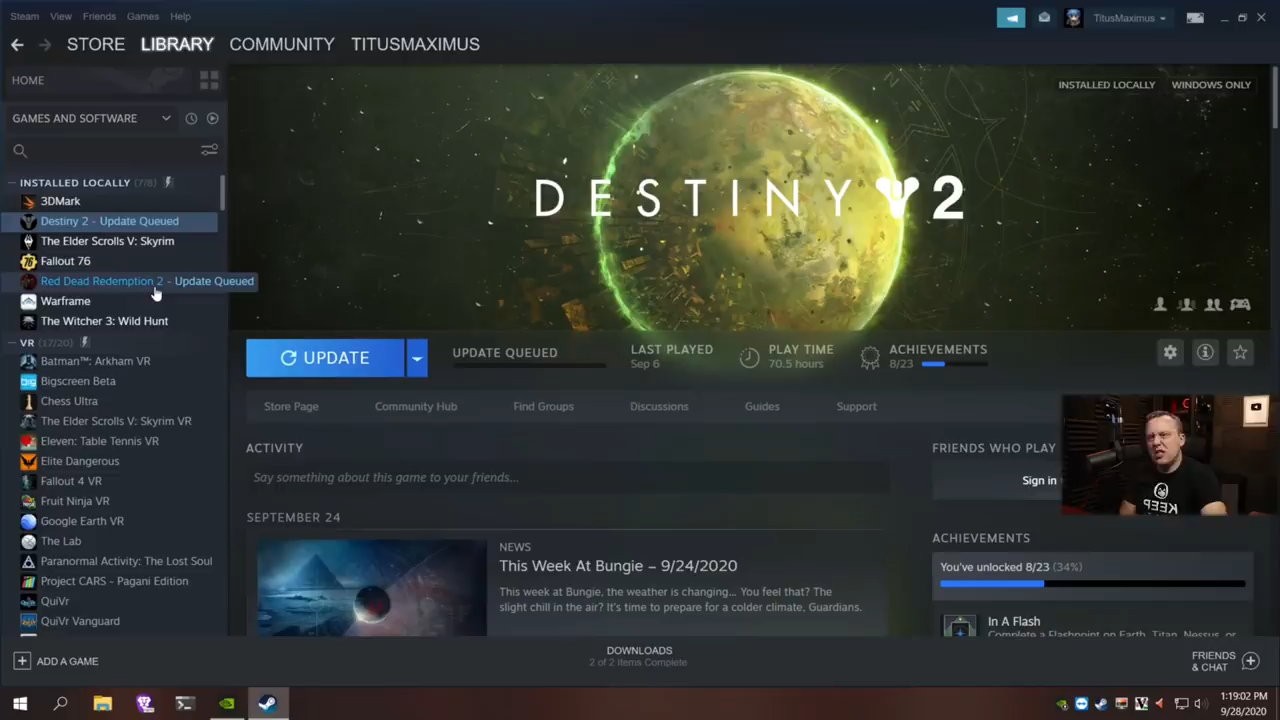 Steam View Friends Games Help
TitusMaximus
STORE LIBRARY COMMUNITY TITUSMAXIMUS
HOME
INSTALLED LOCALLY WINDOWS ONLY
GAMES AND SOFTWARE
DESTINY 2
INSTALLED LOCALLY (7/8)
3DMark
Destiny 2 - Update Queued
The Elder Scrolls V: Skyrim
Fallout 76
Red Dead Redemption 2 - Update Queued
Warframe
The Witcher 3: Wild Hunt
VR (17/20)
Batman™: Arkham VR
Bigscreen Beta
Chess Ultra
The Elder Scrolls V: Skyrim VR
Eleven: Table Tennis VR
Elite Dangerous
Fallout 4 VR
Fruit Ninja VR
Google Earth VR
The Lab
Paranormal Activity: The Lost Soul
Project CARS - Pagani Edition
QuiVr
QuiVr Vanguard
UPDATE
UPDATE QUEUED
LAST PLAYED
Sep 6
PLAY TIME
70.5 hours
ACHIEVEMENTS
8/23
Store Page Community Hub Find Groups Discussions Guides Support
ACTIVITY
Say something about this game to your friends...
SEPTEMBER 24
NEWS
This Week At Bungie – 9/24/2020
This week at Bungie, the weather is changing... You feel that? The
slight chill in the air? It's time to prepare for a colder climate, Guardians.
FRIENDS WHO PLAY
Sign in
KEEP
ACHIEVEMENTS
You've unlocked 8/23 (34%)
In A Flash
Complete a Flashpoint on Earth, Titan, Nessus, or
ADD A GAME
DOWNLOADS
2 of 2 Items Complete
FRIENDS
& CHAT
1:19:02 PM
9/28/2020